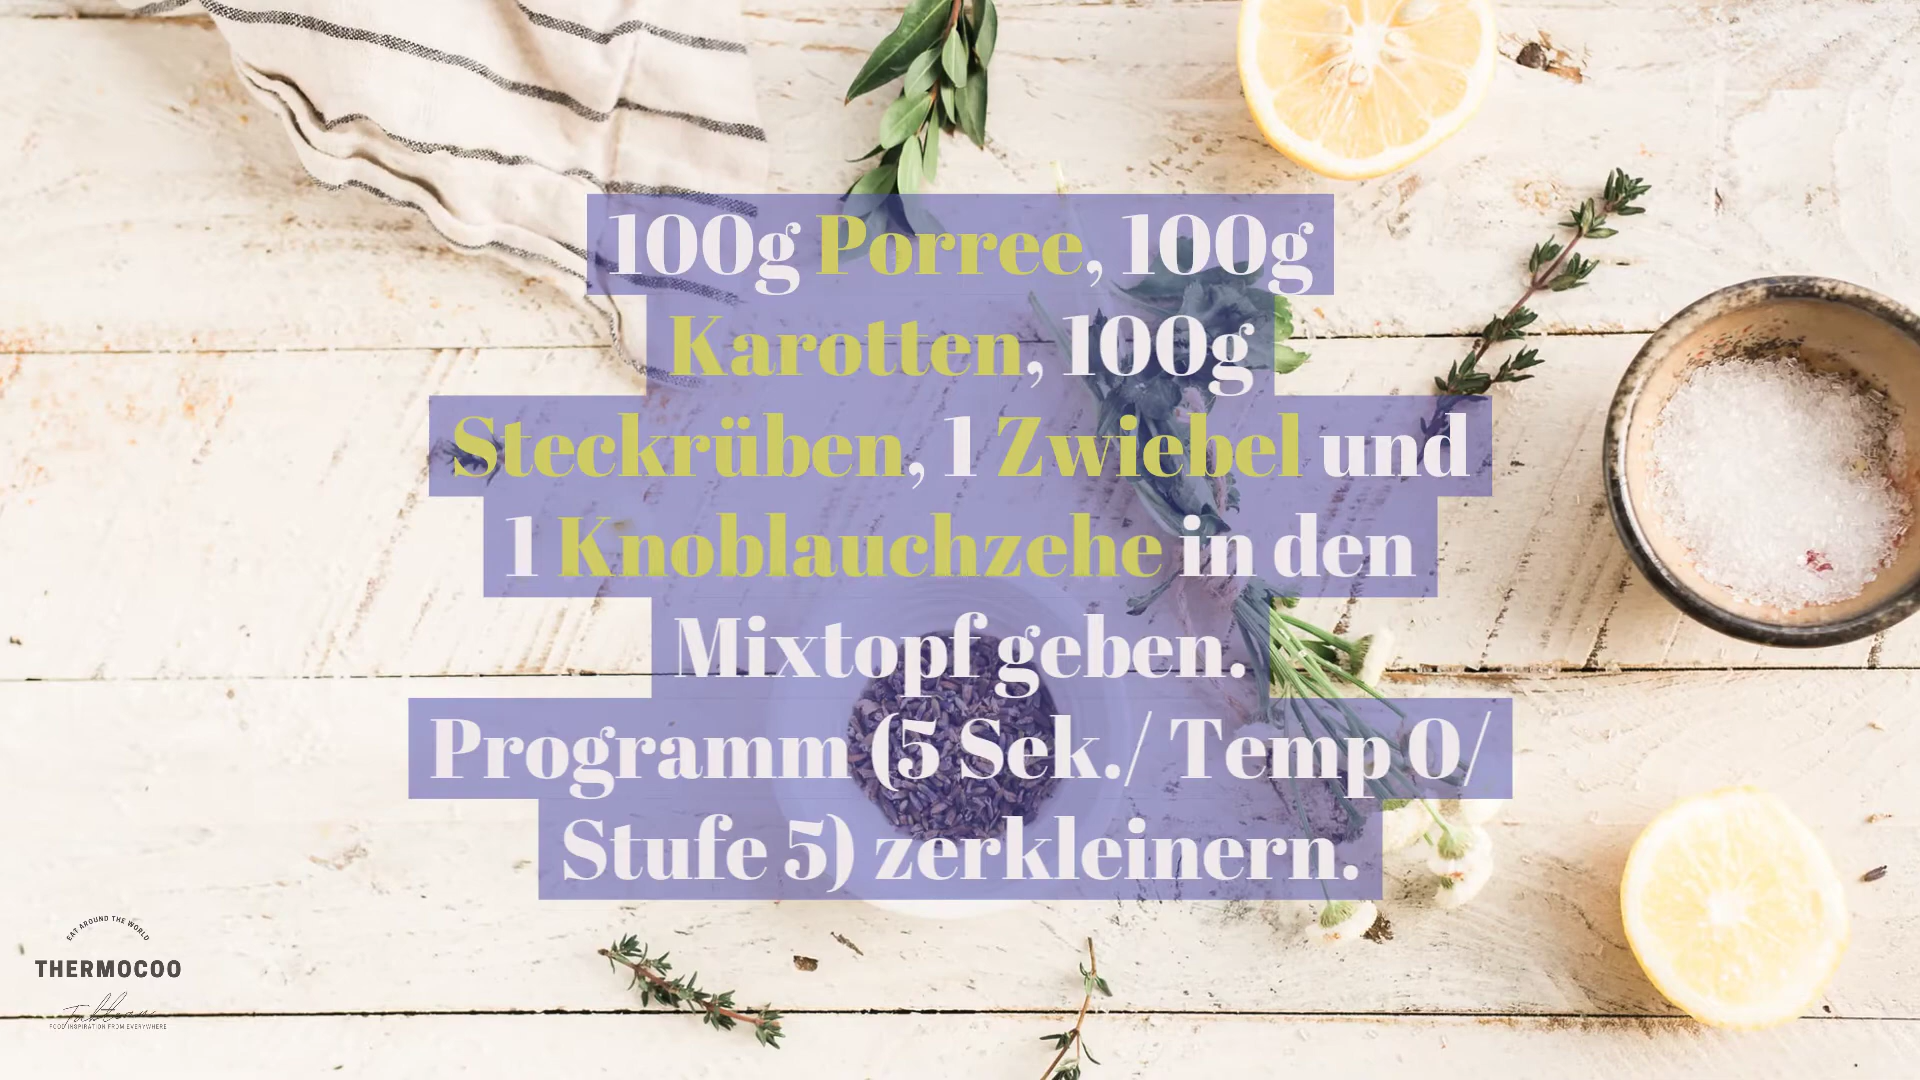 100g Porree, 100g
Karotten, 100g
Steckrüben, 1 Zwiebel und
1 Knoblauchzehe in den
Mixtopf geben.
Programm (5 Sek./ Temp 0/
Stufe 5) zerkleinern.
EAT AROUND THE WORLD
THERMOCOO
FOOD INSPIRATION FROM EVERYWHERE